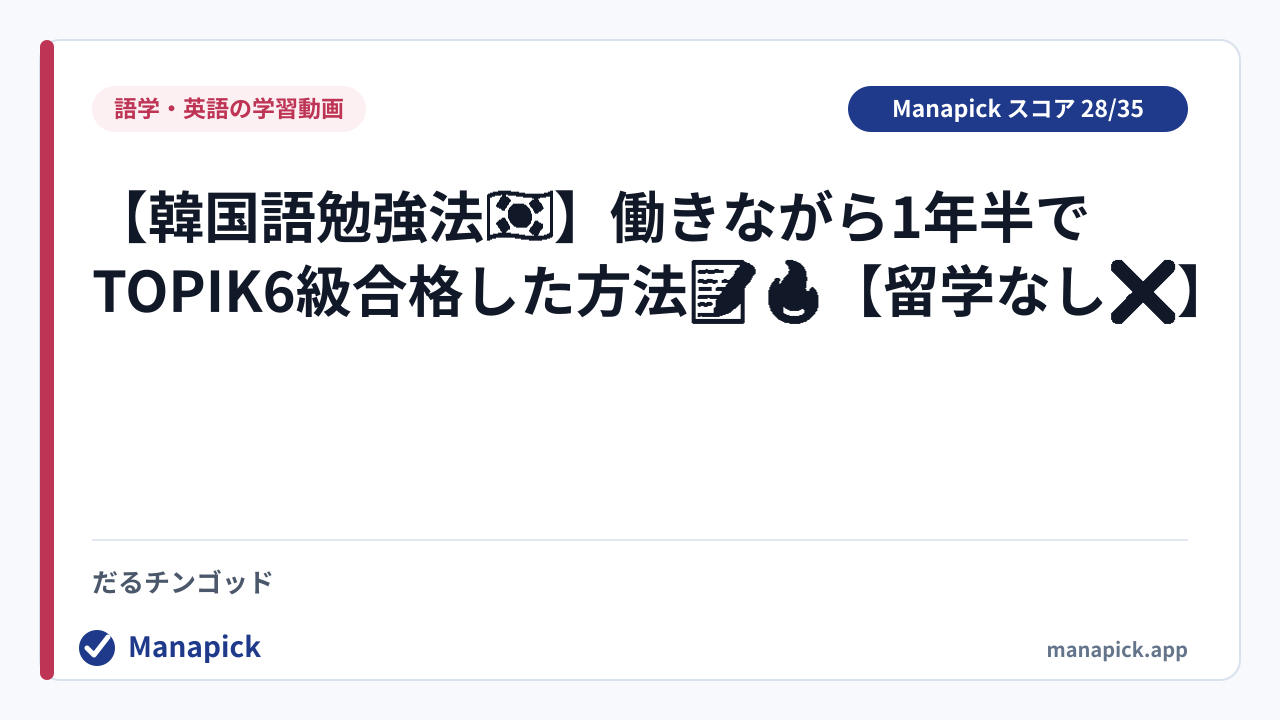 語学・英語の学習動画
Manapick スコア 28/35
【韓国語勉強法🇰🇷】働きながら1年半で
TOPIK6級合格した方法📝🔥【留学なし❌】
だるチンゴッド
Manapick
manapick.app